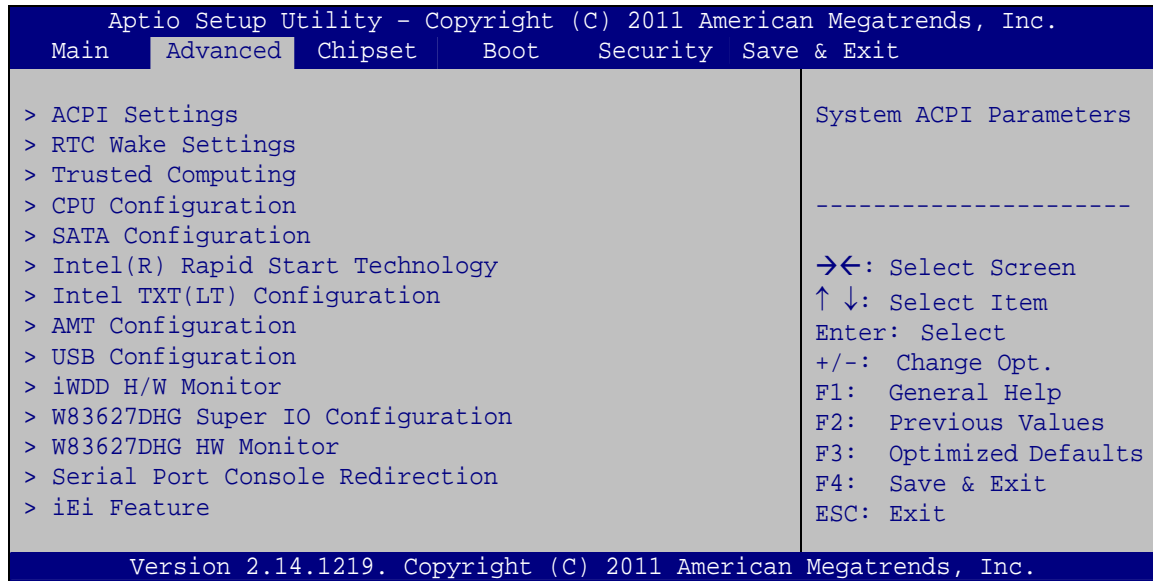 Aptio Setup Utility – Copyright (C) 2011 American Megatrends, Inc.
Main Advanced Chipset Boot Security Save & Exit
> ACPI Settings
> RTC Wake Settings
> Trusted Computing
> CPU Configuration
> SATA Configuration
> Intel(R) Rapid Start Technology
> Intel TXT(LT) Configuration
> AMT Configuration
> USB Configuration
> iWDD H/W Monitor
> W83627DHG Super IO Configuration
> W83627DHG HW Monitor
> Serial Port Console Redirection
> iEi Feature
System ACPI Parameters
----------------------
→←: Select Screen
↑ ↓: Select Item
Enter: Select
+/-: Change Opt.
F1: General Help
F2: Previous Values
F3: Optimized Defaults
F4: Save & Exit
ESC: Exit
Version 2.14.1219. Copyright (C) 2011 American Megatrends, Inc.